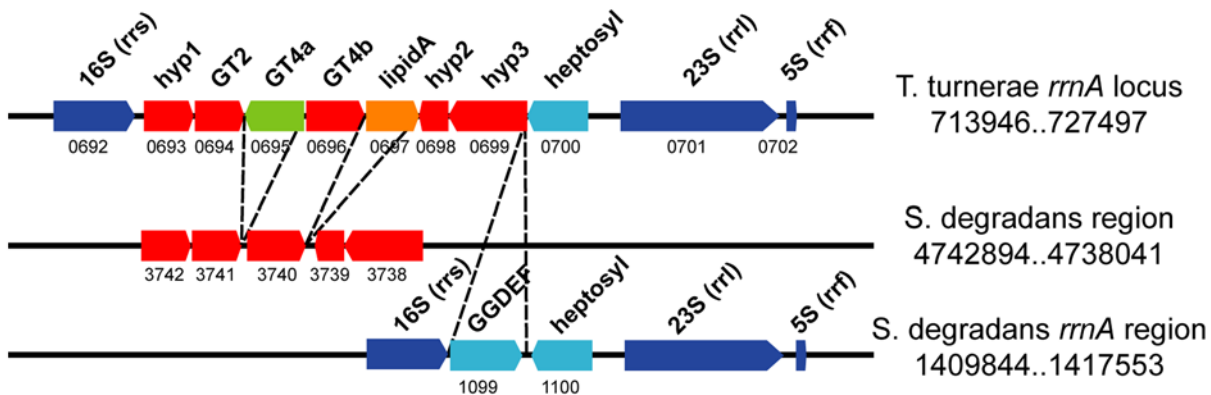 16S (rrs) hyp1 GT2 GT4a GT4b lipidA hyp2 hyp3 heptosyl 23S (rrl) 5S (rrf)
T. turnerae rrnA locus
713946..727497
0692 0693 0694 0695 0696 0697 0698 0699 0700 0701 0702
S. degradans region
4742894..4738041
3742 3741 3740 3739 3738
16S (rrs) GGDEF heptosyl 23S (rrl) 5S (rrf)
S. degradans rrnA region
1409844..1417553
1099 1100